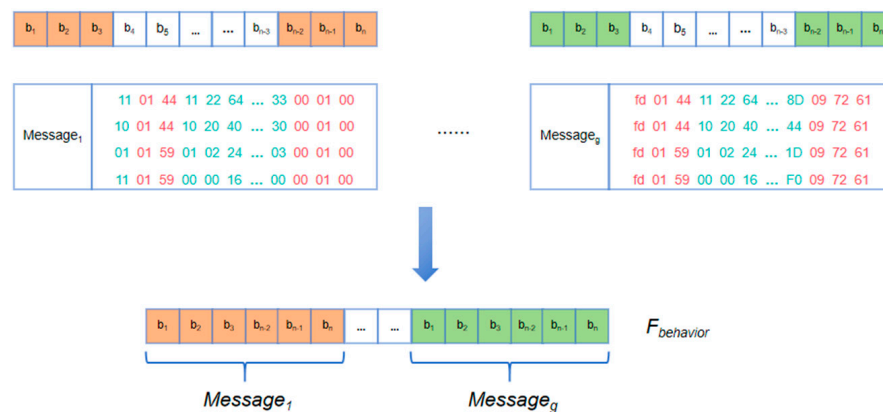 b₁ b₂ b₃ b₄ b₅ ... ... bₙ₋₃ bₙ₋₂ bₙ₋₁ bₙ
b₁ b₂ b₃ b₄ b₅ ... ... bₙ₋₃ bₙ₋₂ bₙ₋₁ bₙ
Message₁
11 01 44 11 22 64 ... 33 00 01 00
10 01 44 10 20 40 ... 30 00 01 00
01 01 59 01 02 24 ... 03 00 01 00
11 01 59 00 00 16 ... 00 00 01 00
......
Message₉
fd 01 44 11 22 64 ... 8D 09 72 61
fd 01 44 10 20 40 ... 44 09 72 61
fd 01 59 01 02 24 ... 1D 09 72 61
fd 01 59 00 00 16 ... F0 09 72 61
b₁ b₂ b₃ bₙ₋₂ bₙ₋₁ bₙ ... ... b₁ b₂ b₃ bₙ₋₂ bₙ₋₁ bₙ
F_behavior
Message₁
Message_g